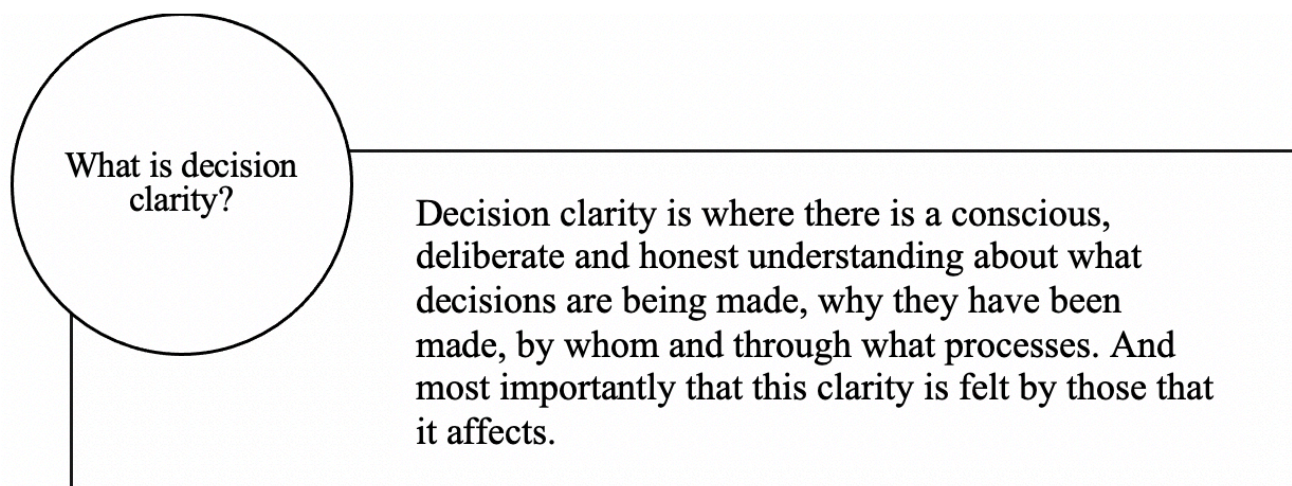 What is decision
clarity?
Decision clarity is where there is a conscious,
deliberate and honest understanding about what
decisions are being made, why they have been
made, by whom and through what processes. And
most importantly that this clarity is felt by those that
it affects.